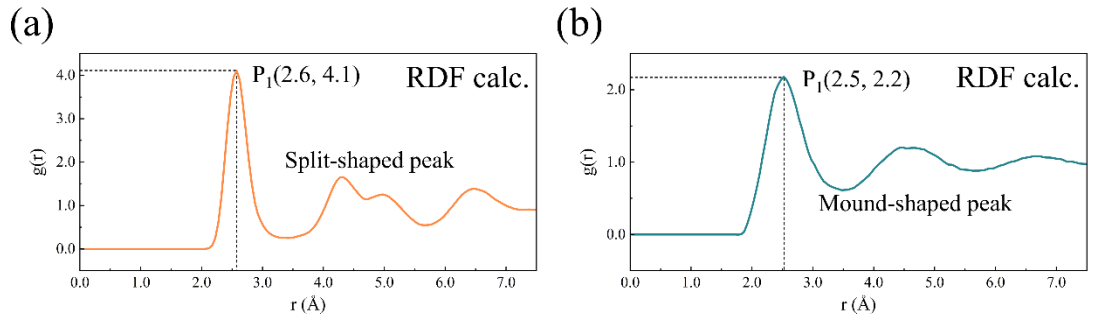 (a)
P1(2.6, 4.1)
RDF calc.
Split-shaped peak
g(r)
4.0
3.0
2.0
1.0
0.0
0.0 1.0 2.0 3.0 4.0 5.0 6.0 7.0
r (Å)
(b)
P1(2.5, 2.2)
RDF calc.
Mound-shaped peak
g(r)
2.0
1.0
0.0
0.0 1.0 2.0 3.0 4.0 5.0 6.0 7.0
r (Å)